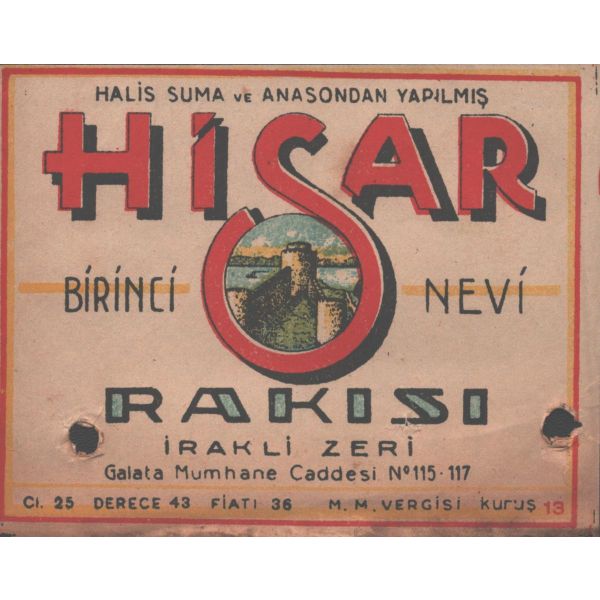 HALİS SUMA ve ANASONDAN YAPILMIŞ
HİSAR
BİRİNCİ NEVİ
RAKISI
İRAKLİ ZERİ
Galata Mumhane Caddesi Nº 115-117
Cl. 25 DERECE 43 FİATI 36 M. M. VERGİSİ Kuruş 13